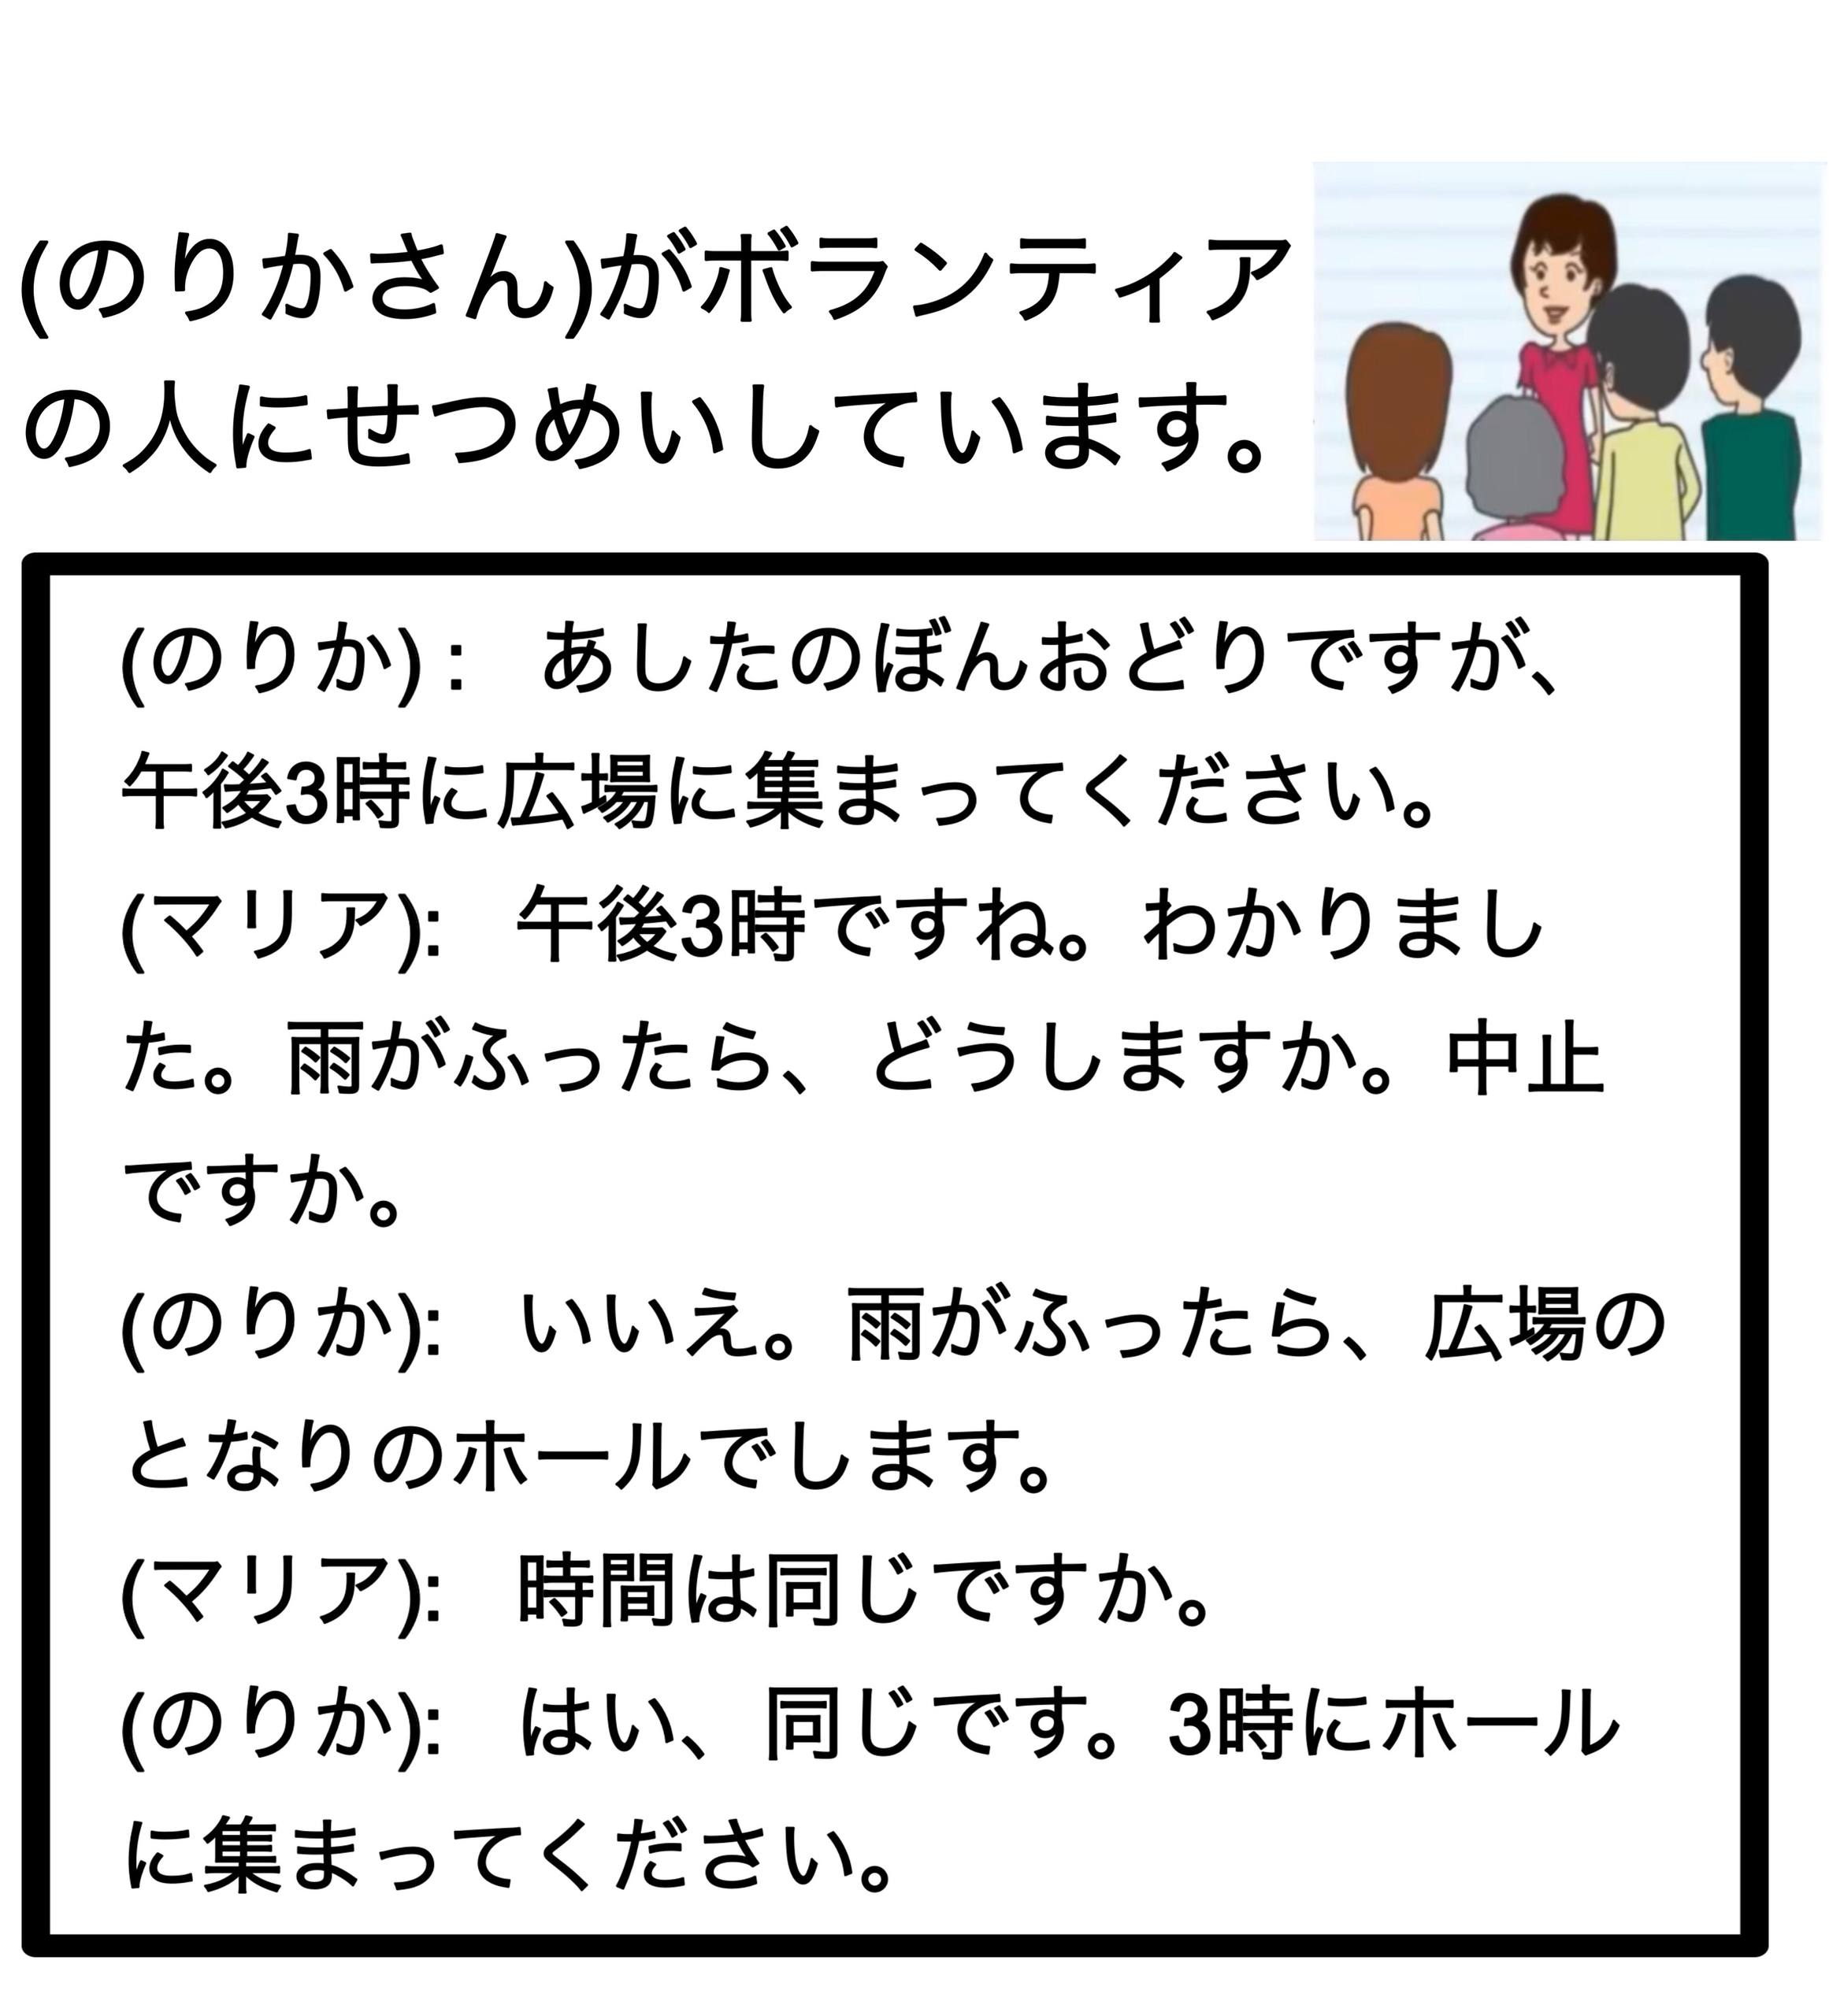 (のりかさん)がボランティア
の人にせつめいしています。
(のりか)： あしたのぼんおどりですが、
午後3時に広場に集まってください。
(マリア): 午後3時ですね。わかりまし
た。雨がふったら、どうしますか。中止
ですか。
(のりか): いいえ。雨がふったら、広場の
となりのホールでします。
(マリア): 時間は同じですか。
(のりか): はい、同じです。3時にホール
に集まってください。